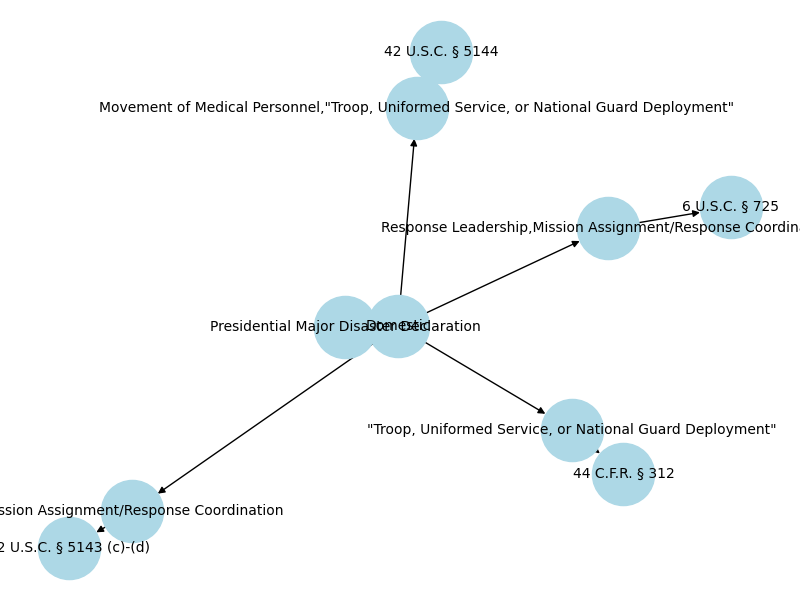 42 U.S.C. § 5144
Movement of Medical Personnel,"Troop, Uniformed Service, or National Guard Deployment"
6 U.S.C. § 725
Response Leadership,Mission Assignment/Response Coordina
Presidential Major Disaster Declaration
Domestic
"Troop, Uniformed Service, or National Guard Deployment"
44 C.F.R. § 312
ssion Assignment/Response Coordination
2 U.S.C. § 5143 (c)-(d)